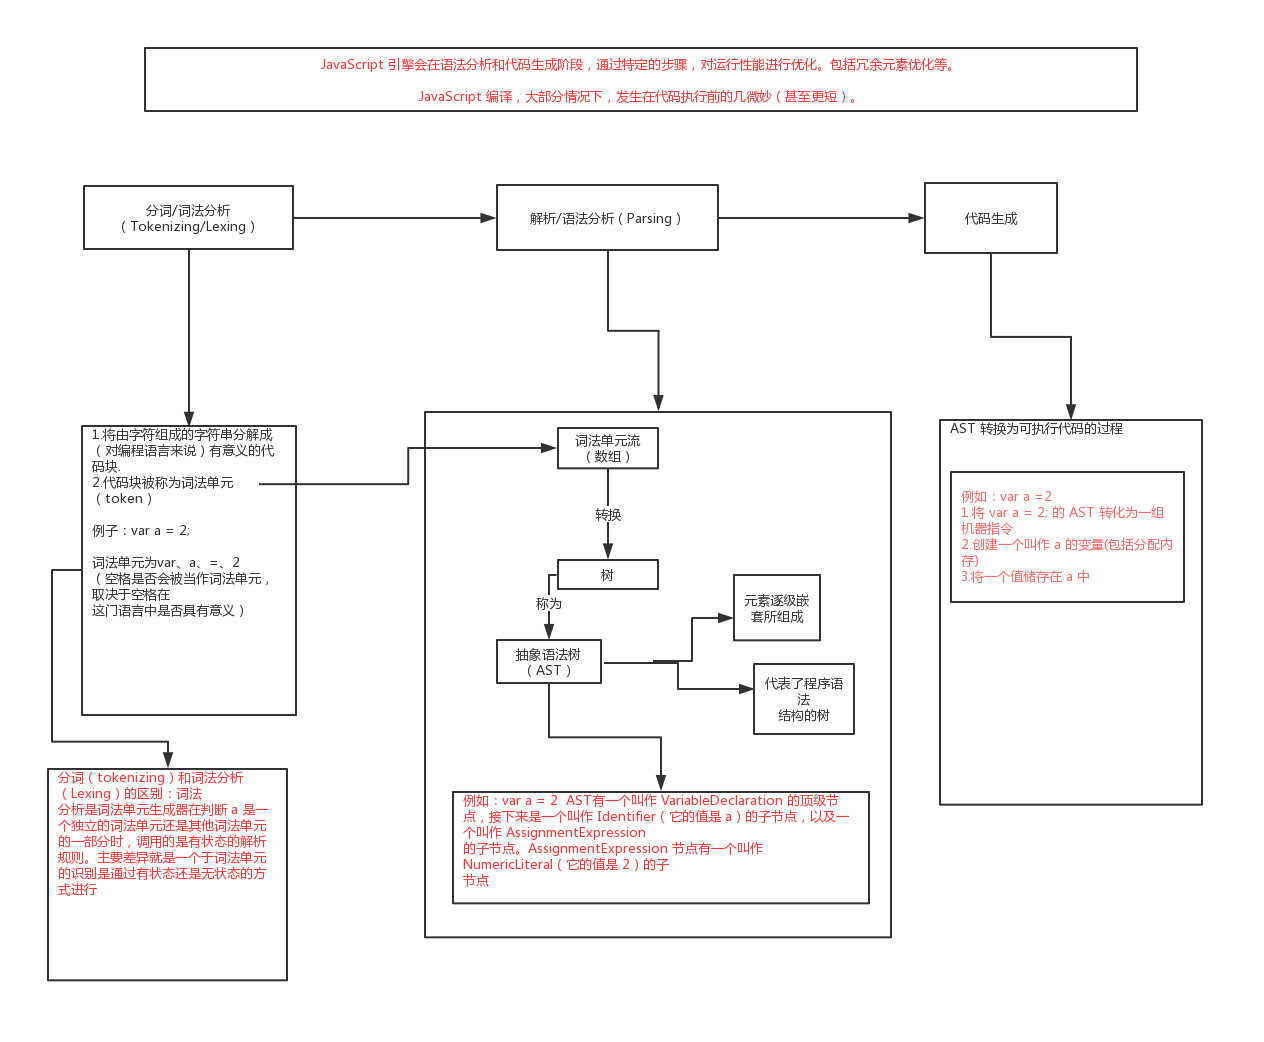 JavaScript 引擎会在语法分析和代码生成阶段，通过特定的步骤，对运行性能进行优化。包括冗余元素优化等。
JavaScript 编译，大部分情况下，发生在代码执行前的几微妙（甚至更短）。
分词/词法分析
（Tokenizing/Lexing）
解析/语法分析（Parsing）
代码生成
1.将由字符组成的字符串分解成
（对编程语言来说）有意义的代
码块.
2.代码块被称为词法单元
（token）
例子：var a = 2;
词法单元为var、a、=、2
（空格是否会被当作词法单元，
取决于空格在
这门语言中是否具有意义）
分词（tokenizing）和词法分析
（Lexing）的区别：词法
分析是词法单元生成器在判断 a 是一
个独立的词法单元还是其他词法单元
的一部分时，调用的是有状态的解析
规则。主要差异就是一个于词法单元
的识别是通过有状态还是无状态的方
式进行
词法单元流
（数组）
转换
树
称为
抽象语法树
（AST）
元素逐级嵌
套所组成
代表了程序语
法
结构的树
例如：var a = 2  AST有一个叫作 VariableDeclaration 的顶级节
点，接下来是一个叫作 Identifier（它的值是 a）的子节点，以及一
个叫作 AssignmentExpression
的子节点。AssignmentExpression 节点有一个叫作
NumericLiteral（它的值是 2）的子
节点
AST 转换为可执行代码的过程
例如：var a =2
1.将 var a = 2; 的 AST 转化为一组
机器指令
2.创建一个叫作 a 的变量(包括分配内
存)
3.将一个值储存在 a 中